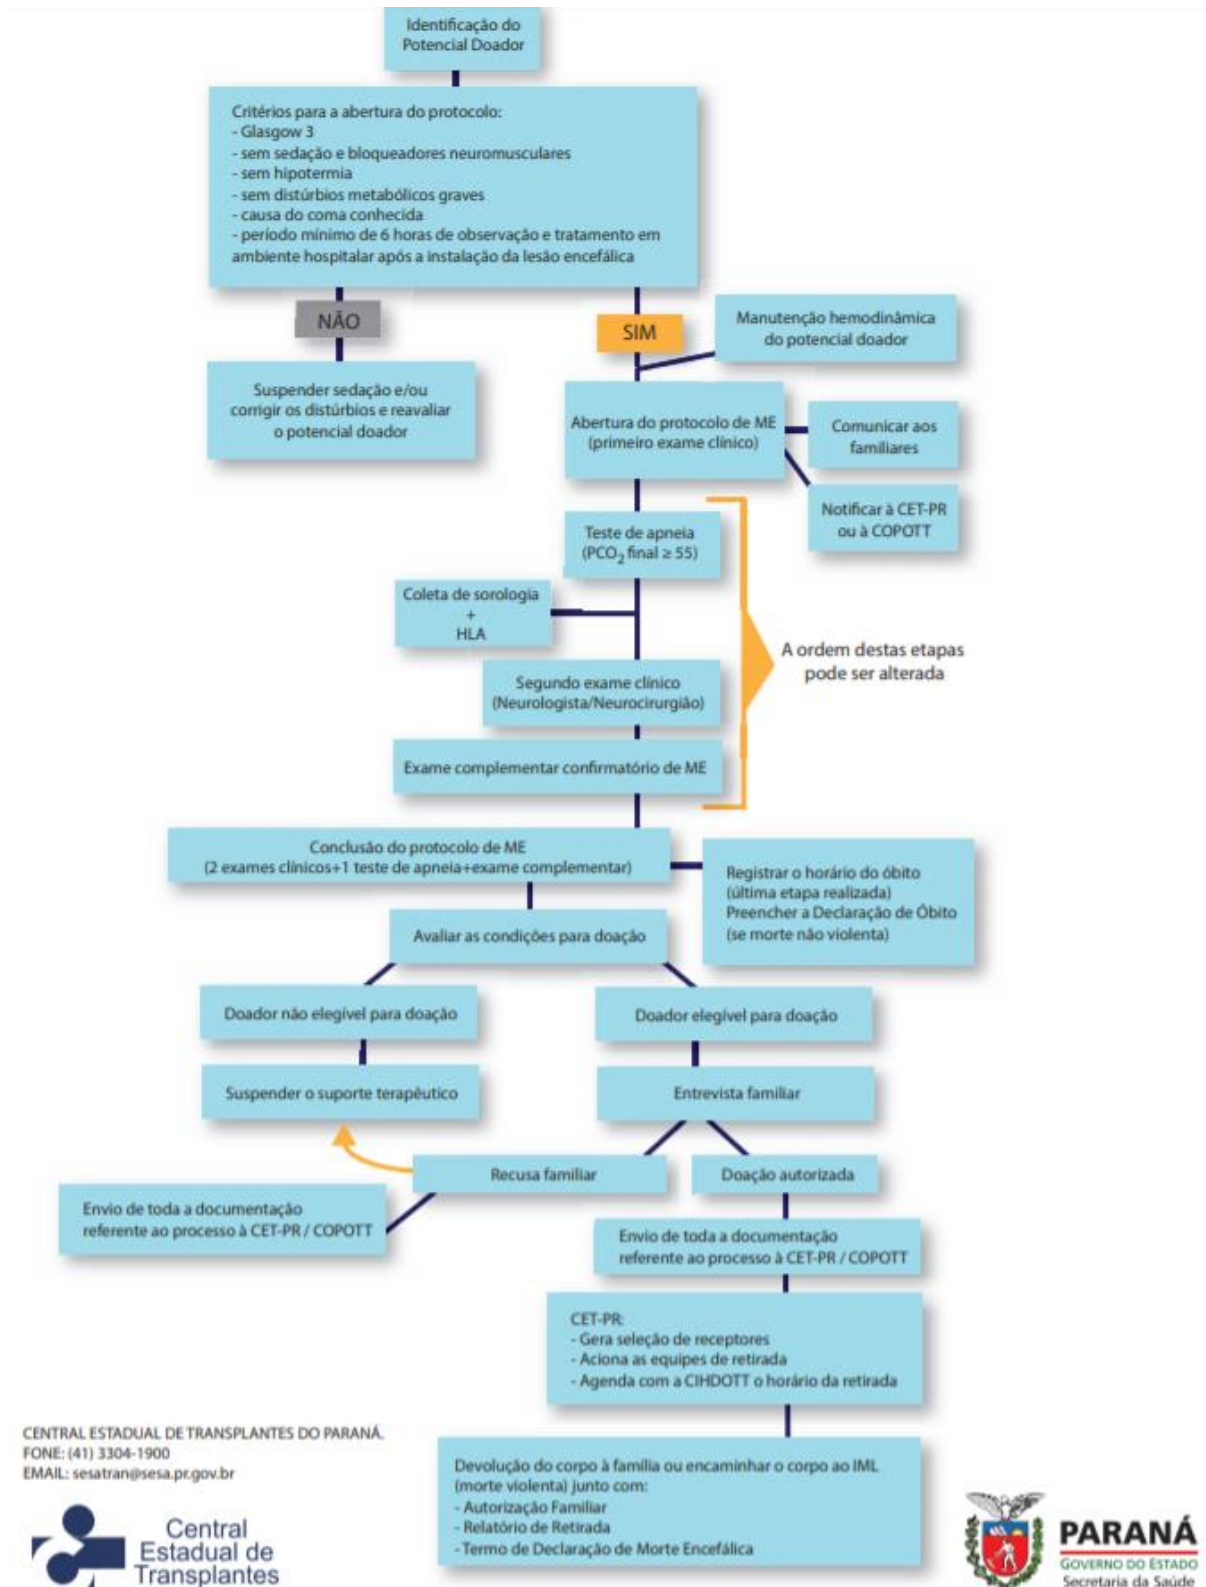 Identificação do
Potencial Doador
Critérios para a abertura do protocolo:
- Glasgow 3
- sem sedação e bloqueadores neuromusculares
- sem hipotermia
- sem distúrbios metabólicos graves
- causa do coma conhecida
- período mínimo de 6 horas de observação e tratamento em
ambiente hospitalar após a instalação da lesão encefálica
NÃO
SIM
Manutenção hemodinâmica
do potencial doador
Suspender sedação e/ou
corrigir os distúrbios e reavaliar
o potencial doador
Abertura do protocolo de ME
(primeiro exame clínico)
Comunicar aos
familiares
Notificar à CET-PR
ou à COPOTT
Teste de apneia
(PCO2 final ≥ 55)
Coleta de sorologia
+
HLA
A ordem destas etapas
pode ser alterada
Segundo exame clínico
(Neurologista/Neurocirurgião)
Exame complementar confirmatório de ME
Conclusão do protocolo de ME
(2 exames clínicos+1 teste de apneia+exame complementar)
Registrar o horário do óbito
(última etapa realizada)
Preencher a Declaração de Óbito
(se morte não violenta)
Avaliar as condições para doação
Doador não elegível para doação
Doador elegível para doação
Suspender o suporte terapêutico
Entrevista familiar
Recusa familiar
Doação autorizada
Envio de toda a documentação
referente ao processo à CET-PR / COPOTT
Envio de toda a documentação
referente ao processo à CET-PR / COPOTT
CET-PR:
- Gera seleção de receptores
- Aciona as equipes de retirada
- Agenda com a CIHDOTT o horário da retirada
CENTRAL ESTADUAL DE TRANSPLANTES DO PARANÁ.
FONE: (41) 3304-1900
EMAIL: sesatran@sesa.pr.gov.br
Devolução do corpo à família ou encaminhar o corpo ao IML
(morte violenta) junto com:
- Autorização Familiar
- Relatório de Retirada
- Termo de Declaração de Morte Encefálica
Central
Estadual de
Transplantes
PARANÁ
GOVERNO DO ESTADO
Secretaria da Saúde